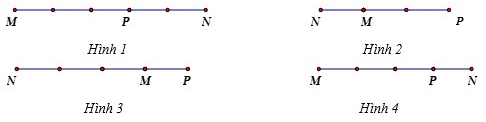 M P N
N M P
Hình 1
Hình 2
N M P
M P N
Hình 3
Hình 4